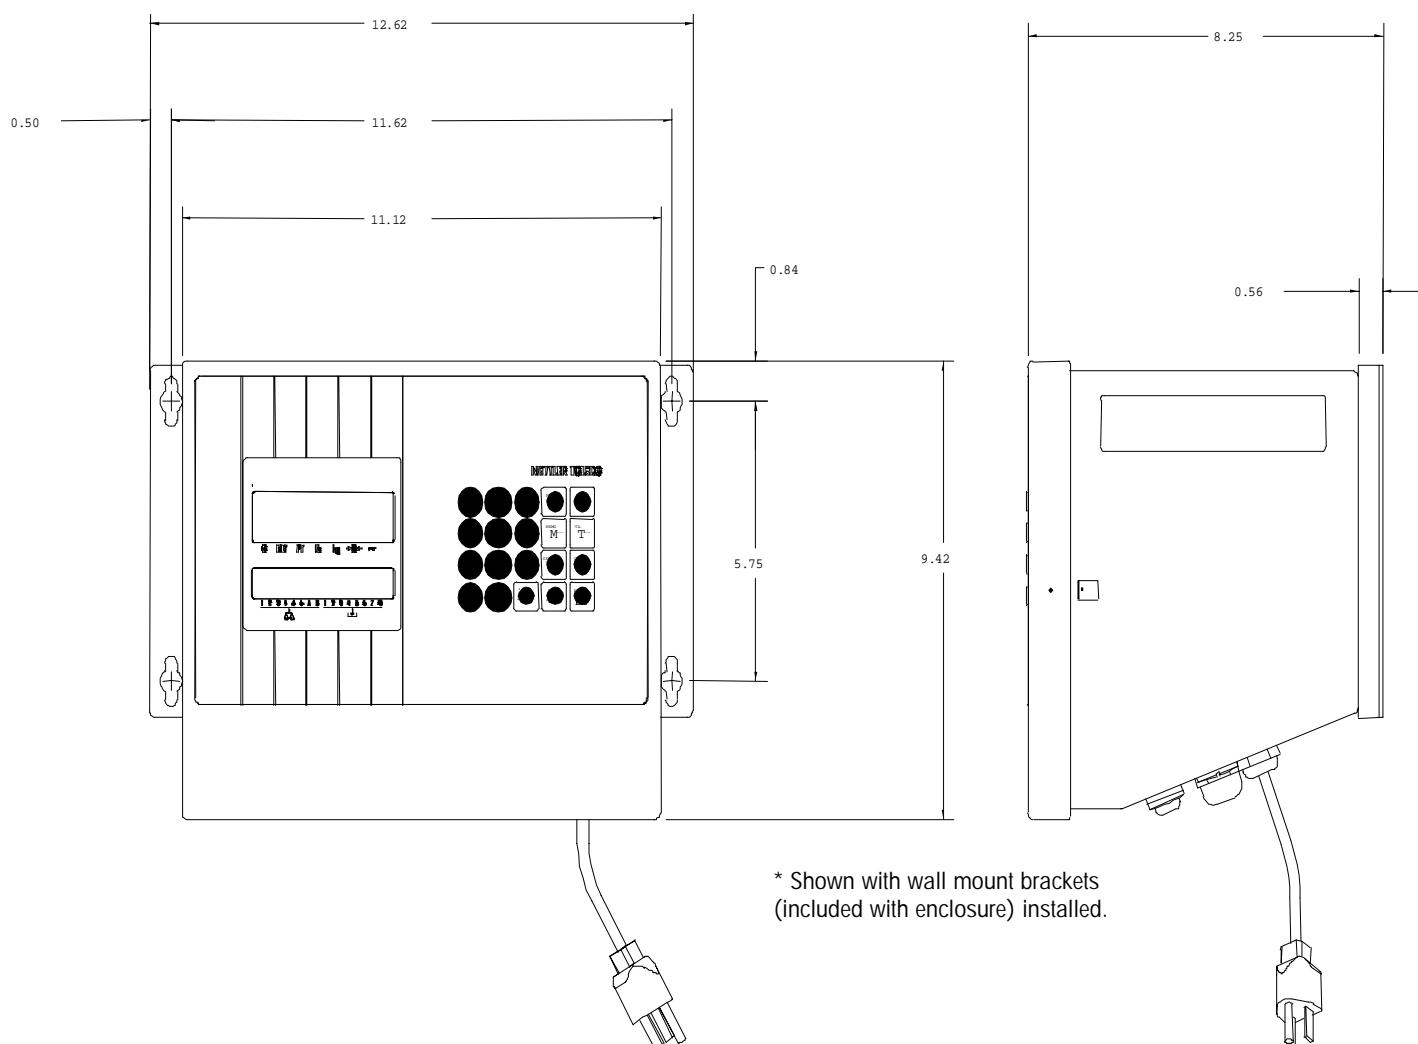 12.62
8.25
0.50
11.62
11.12
0.84
0.56
METTLER TOLEDO
M
T
5.75
9.42
* Shown with wall mount brackets
(included with enclosure) installed.